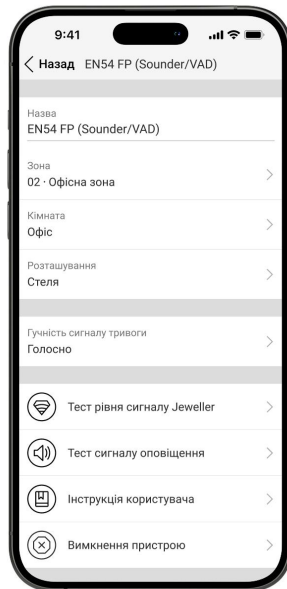 9:41
Назад EN54 FP (Sounder/VAD)
Назва
EN54 FP (Sounder/VAD)
Зона
02 · Офісна зона
Кімната
Офіс
Розташування
Стеля
Гучність сигналу тривоги
Голосно
Тест рівня сигналу Jeweller
Тест сигналу оповіщення
Інструкція користувача
Вимкнення пристрою